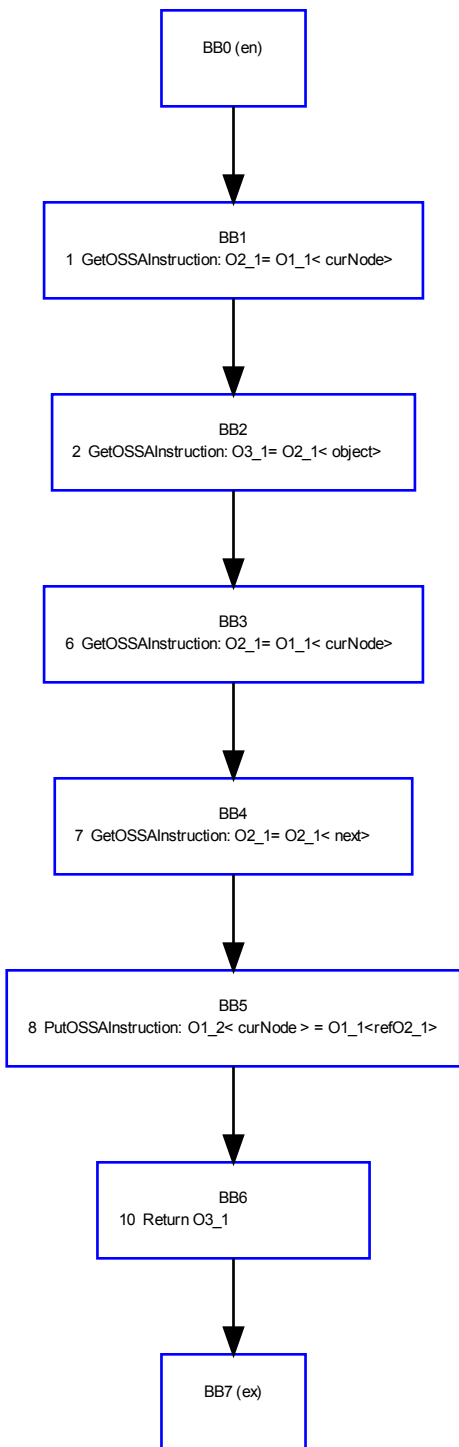 BB0 (en)
BB1
1 GetOSSAInstruction: O2_1= O1_1< curNode>
BB2
2 GetOSSAInstruction: O3_1= O2_1< object>
BB3
6 GetOSSAInstruction: O2_1= O1_1< curNode>
BB4
7 GetOSSAInstruction: O2_1= O2_1< next>
BB5
8 PutOSSAInstruction: O1_2< curNode > = O1_1<refO2_1>
BB6
10 Return O3_1
BB7 (ex)